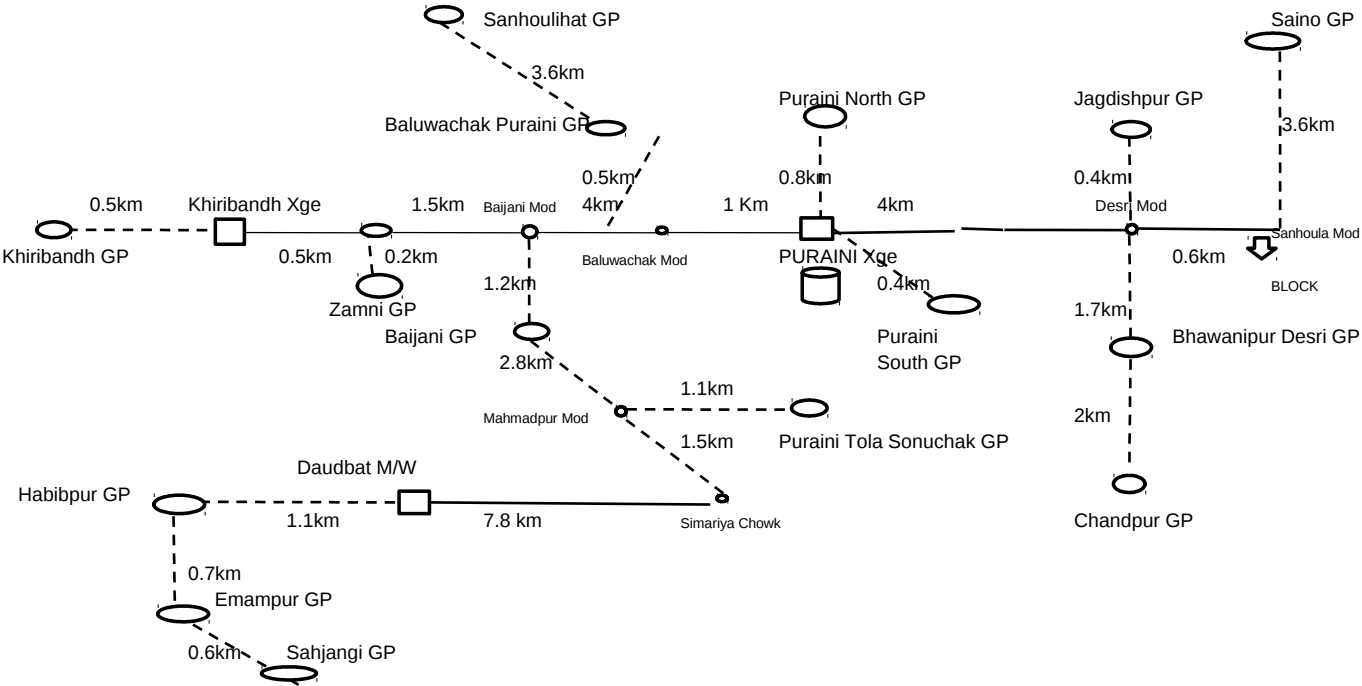 Sanhoulihat GP
Saino GP
3.6km
Puraini North GP
Jagdishpur GP
Baluwachak Puraini GP
3.6km
0.5km
0.8km
0.4km
0.5km
Khiribandh Xge
1.5km
Baijani Mod
4km
1 Km
4km
Desri Mod
Sanhoula Mod
Khiribandh GP
0.5km
0.2km
Baluwachak Mod
PURAINI Xge
0.6km
1.2km
0.4km
BLOCK
Zamni GP
1.7km
Baijani GP
Puraini
South GP
Bhawanipur Desri GP
2.8km
1.1km
Mahmadpur Mod
2km
1.5km
Puraini Tola Sonuchak GP
Daudbat M/W
Habibpur GP
1.1km
7.8 km
Simariya Chowk
Chandpur GP
0.7km
Emampur GP
0.6km
Sahjangi GP